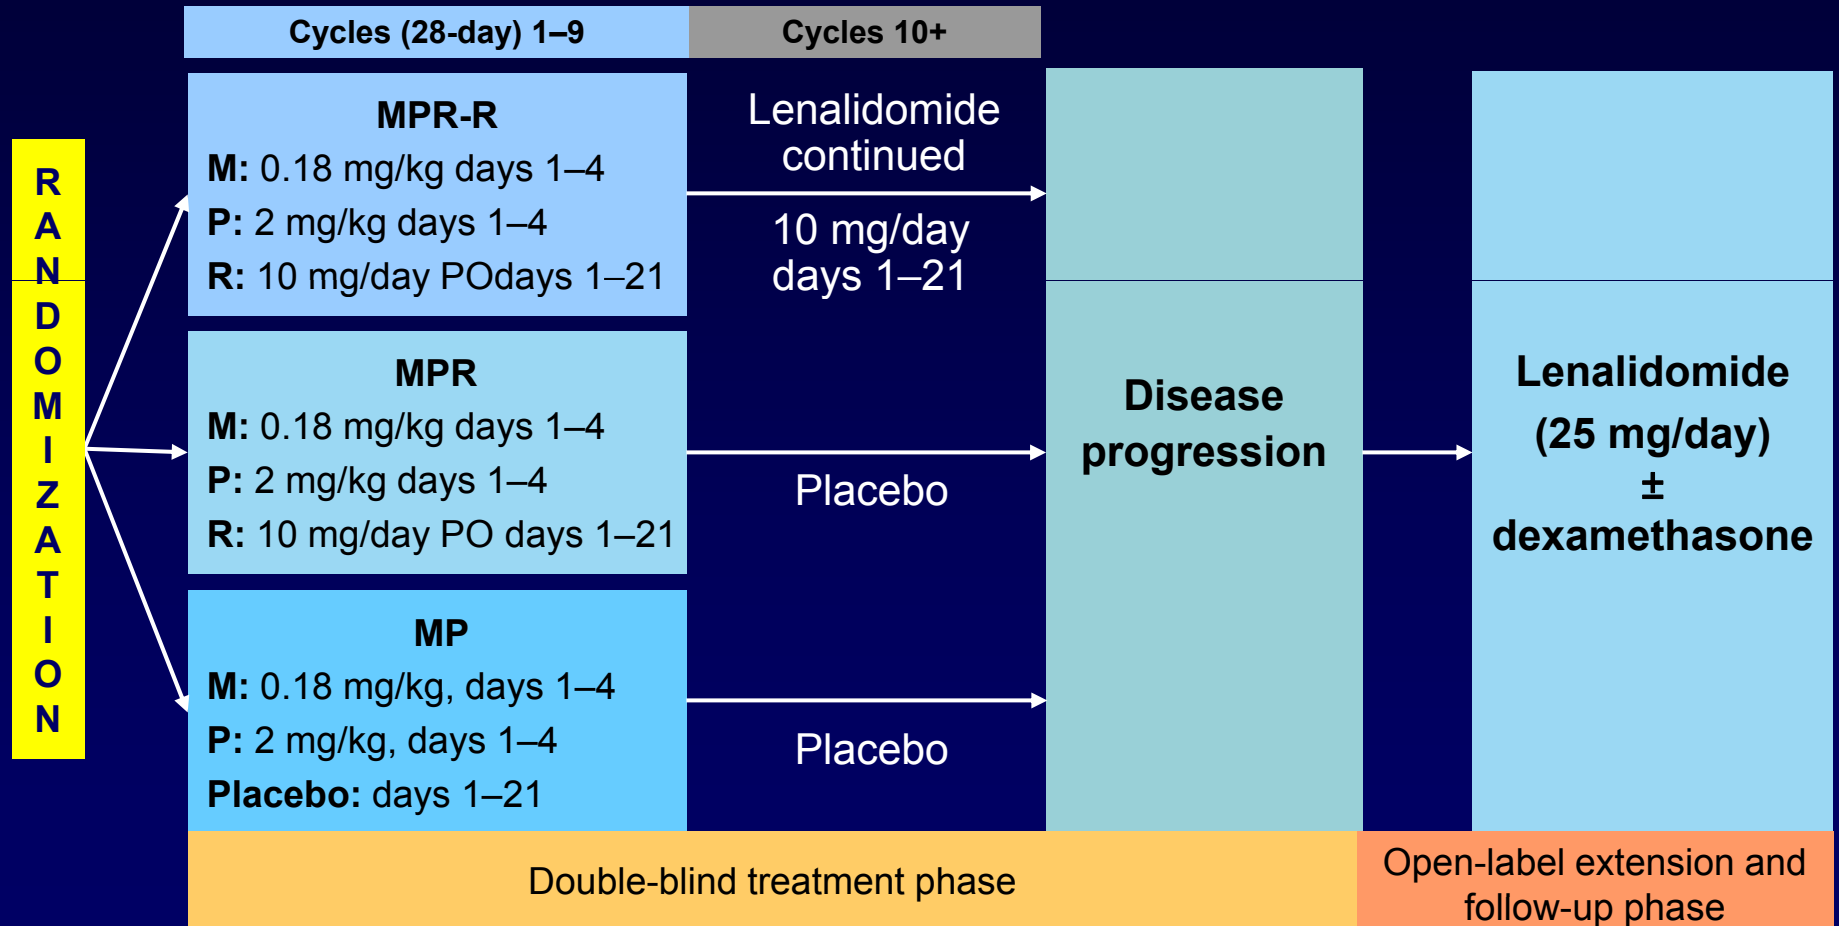 Cycles (28-day) 1–9
Cycles 10+
RANDOMIZATION
MPR-R
M: 0.18 mg/kg days 1–4
P: 2 mg/kg days 1–4
R: 10 mg/day POdays 1–21
Lenalidomide
continued
10 mg/day
days 1–21
MPR
M: 0.18 mg/kg days 1–4
P: 2 mg/kg days 1–4
R: 10 mg/day PO days 1–21
Placebo
MP
M: 0.18 mg/kg, days 1–4
P: 2 mg/kg, days 1–4
Placebo: days 1–21
Placebo
Disease
progression
Lenalidomide
(25 mg/day)
±
dexamethasone
Double-blind treatment phase
Open-label extension and
follow-up phase